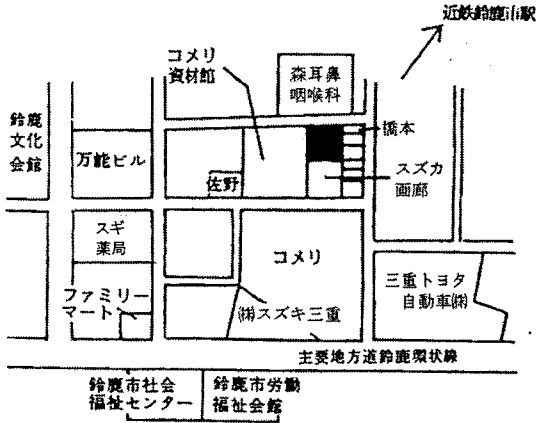 近鉄鈴鹿市駅
コメリ
資材館
森耳鼻
咽喉科
鈴鹿
文化
会館
万能ビル
橋本
佐野
スズカ
画廊
スギ
薬局
コメリ
三重トヨタ
自動車㈱
ファミリー
マート
㈱スズキ三重
主要地方道鈴鹿環状線
鈴鹿市社会
福祉センター
鈴鹿市労働
福祉会館